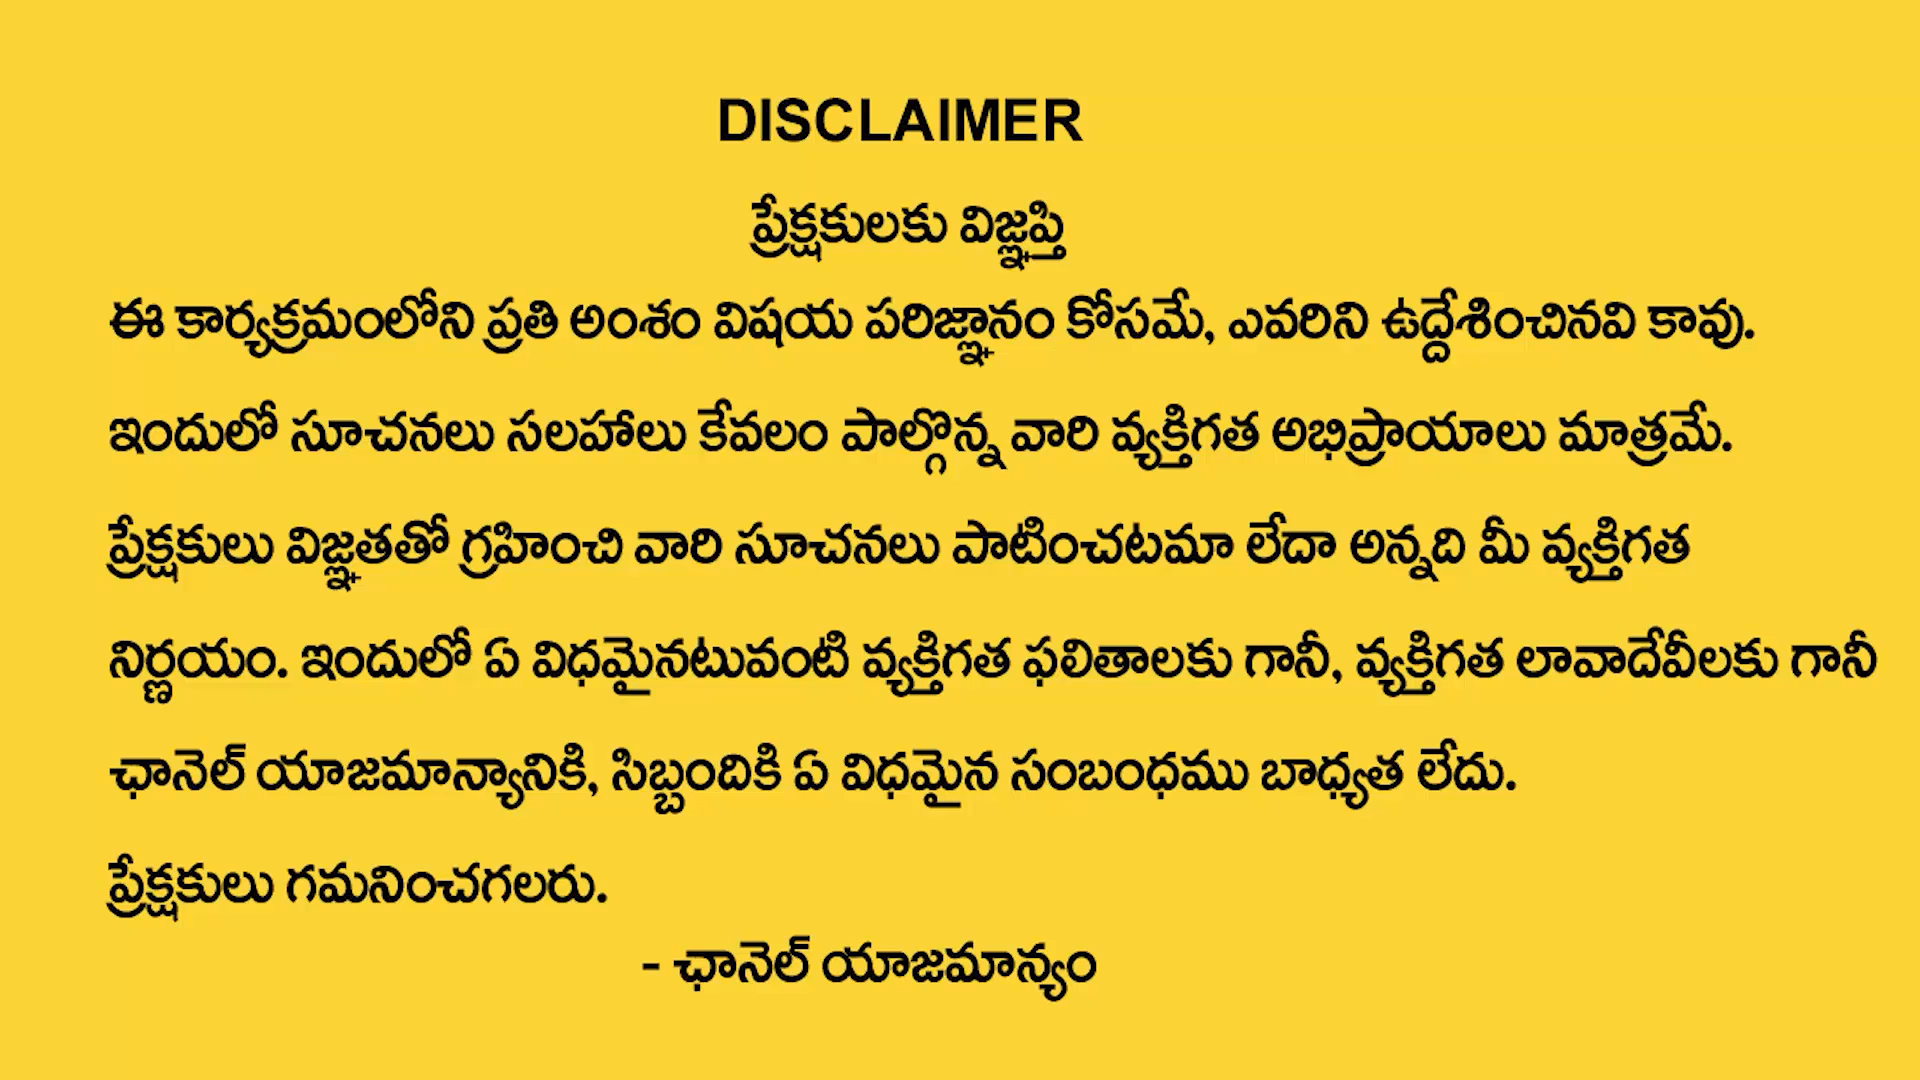 DISCLAIMER
ప్రేక్షకులకు విజ్ఞప్తి
ఈ కార్యక్రమంలోని ప్రతి అంశం విషయ పరిజ్ఞానం కోసమే, ఎవరిని ఉద్దేశించినవి కావు.
ఇందులో సూచనలు సలహాలు కేవలం పాల్గొన్న వారి వ్యక్తిగత అభిప్రాయాలు మాత్రమే.
ప్రేక్షకులు విజ్ఞతతో గ్రహించి వారి సూచనలు పాటించటమా లేదా అన్నది మీ వ్యక్తిగత
నిర్ణయం. ఇందులో ఏ విధమైనటువంటి వ్యక్తిగత ఫలితాలకు గానీ, వ్యక్తిగత లావాదేవీలకు గానీ
ఛానెల్ యాజమాన్యానికి, సిబ్బందికి ఏ విధమైన సంబంధము బాధ్యత లేదు.
ప్రేక్షకులు గమనించగలరు.
- ఛానెల్ యాజమాన్యం